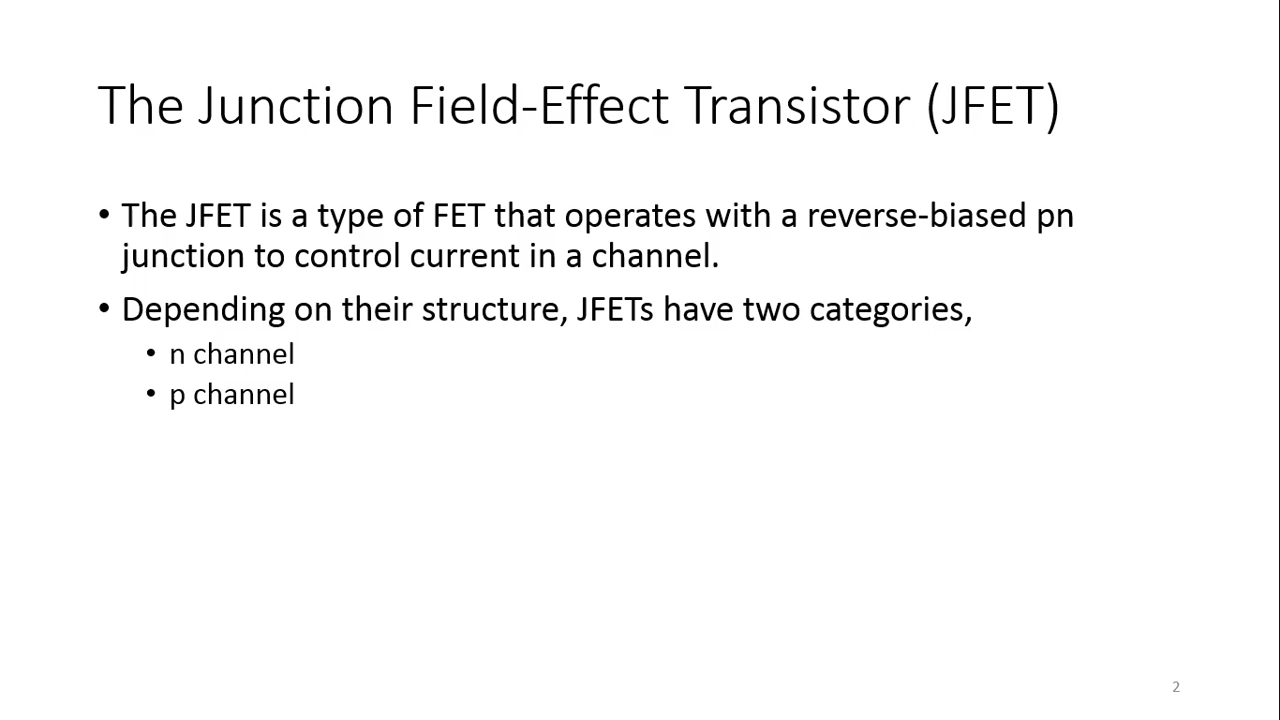 The Junction Field-Effect Transistor (JFET)
• The JFET is a type of FET that operates with a reverse-biased pn
junction to control current in a channel.
• Depending on their structure, JFETs have two categories,
• n channel
• p channel
2